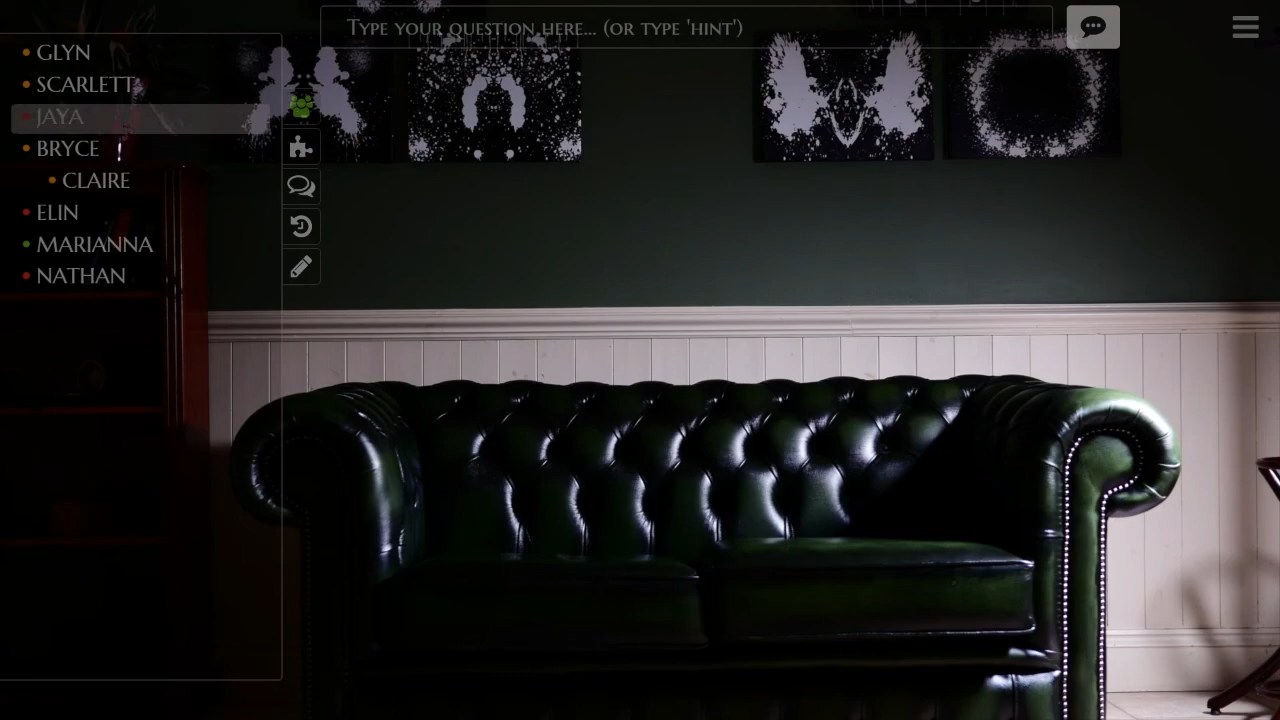 Type your question here... (or type 'hint')
GLYN
SCARLETT
JAYA
BRYCE
CLAIRE
ELIN
MARIANNA
NATHAN